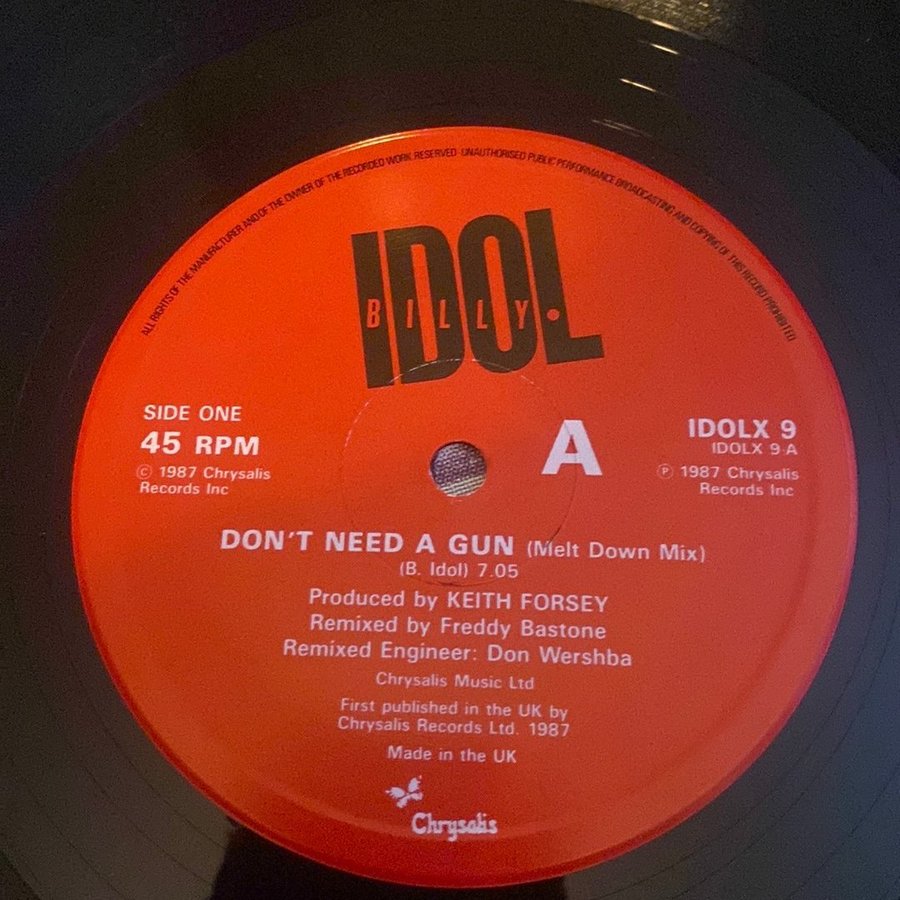 ALL RIGHTS OF THE MANUFACTURER AND OF THE OWNER OF THE RECORDED WORK RESERVED · UNAUTHORISED PUBLIC PERFORMANCE BROADCASTING AND COPYING OF THIS RECORD PROHIBITED
IDOL
BILLY
SIDE ONE
45 RPM
© 1987 Chrysalis
Records Inc
A
IDOLX 9
IDOLX 9 A
℗ 1987 Chrysalis
Records Inc
DON'T NEED A GUN (Melt Down Mix)
(B. Idol) 7.05
Produced by KEITH FORSEY
Remixed by Freddy Bastone
Remixed Engineer: Don Wershba
Chrysalis Music Ltd
First published in the UK by
Chrysalis Records Ltd. 1987
Made in the UK
Chrysalis